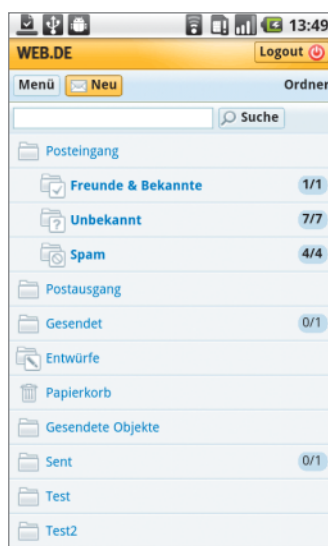 13:49
WEB.DE Logout
Menü Neu Ordner
Suche
Posteingang
Freunde & Bekannte 1/1
Unbekannt 7/7
Spam 4/4
Postausgang
Gesendet 0/1
Entwürfe
Papierkorb
Gesendete Objekte
Sent 0/1
Test
Test2